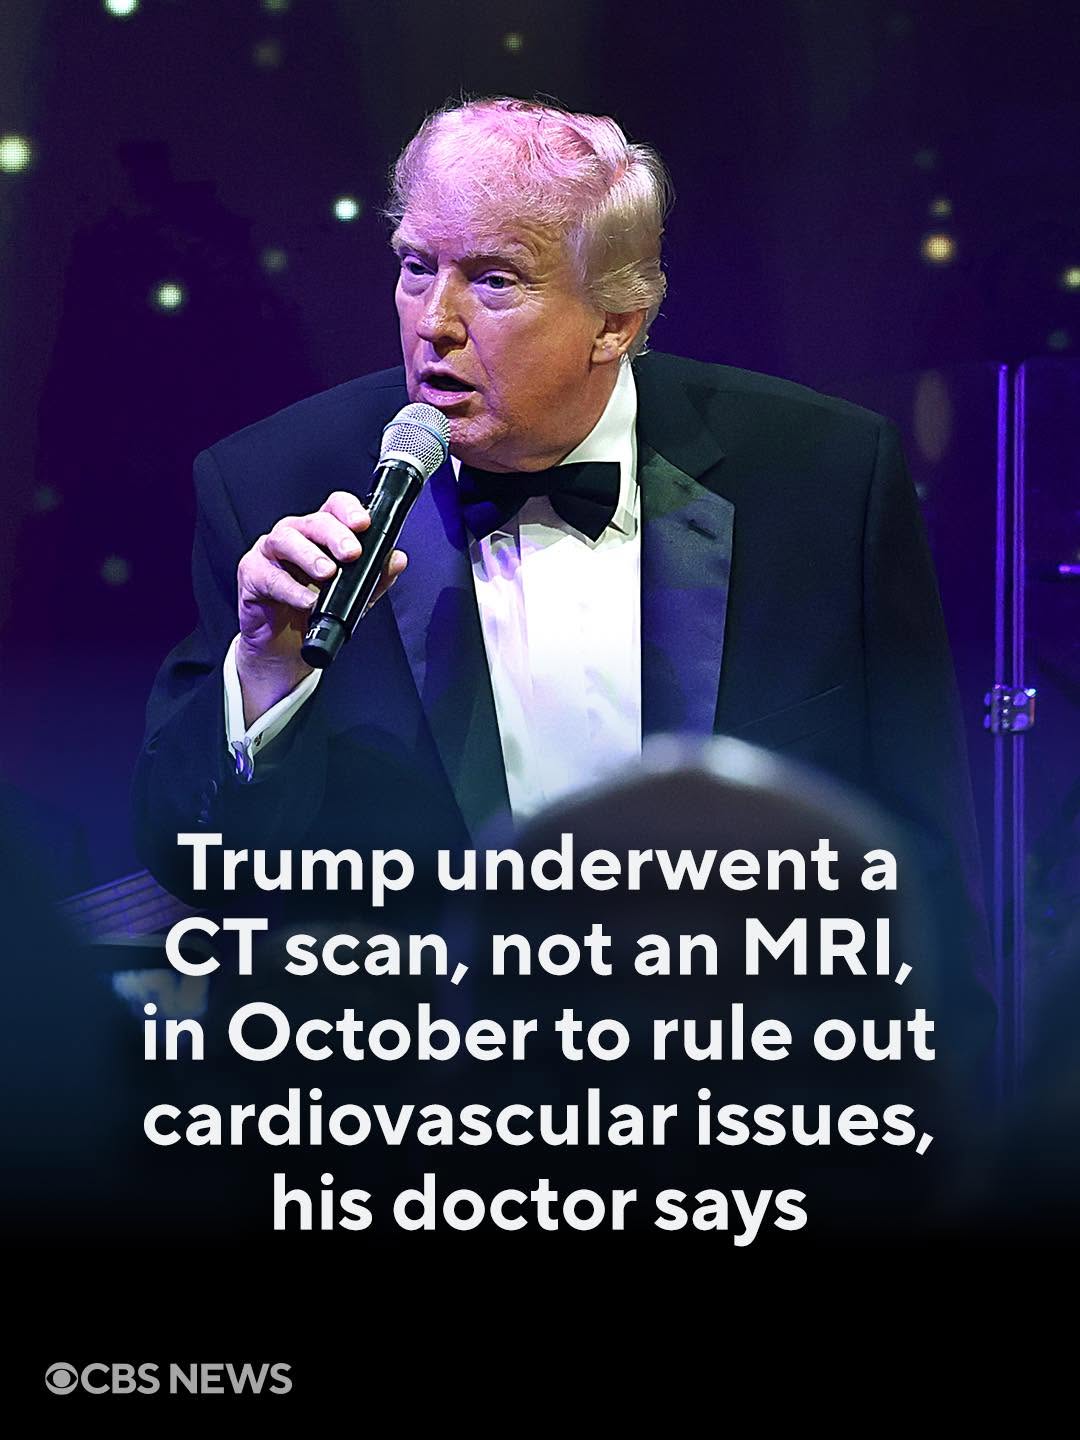 Trump underwent a
CT scan, not an MRI,
in October to rule out
cardiovascular issues,
his doctor says
CBS NEWS